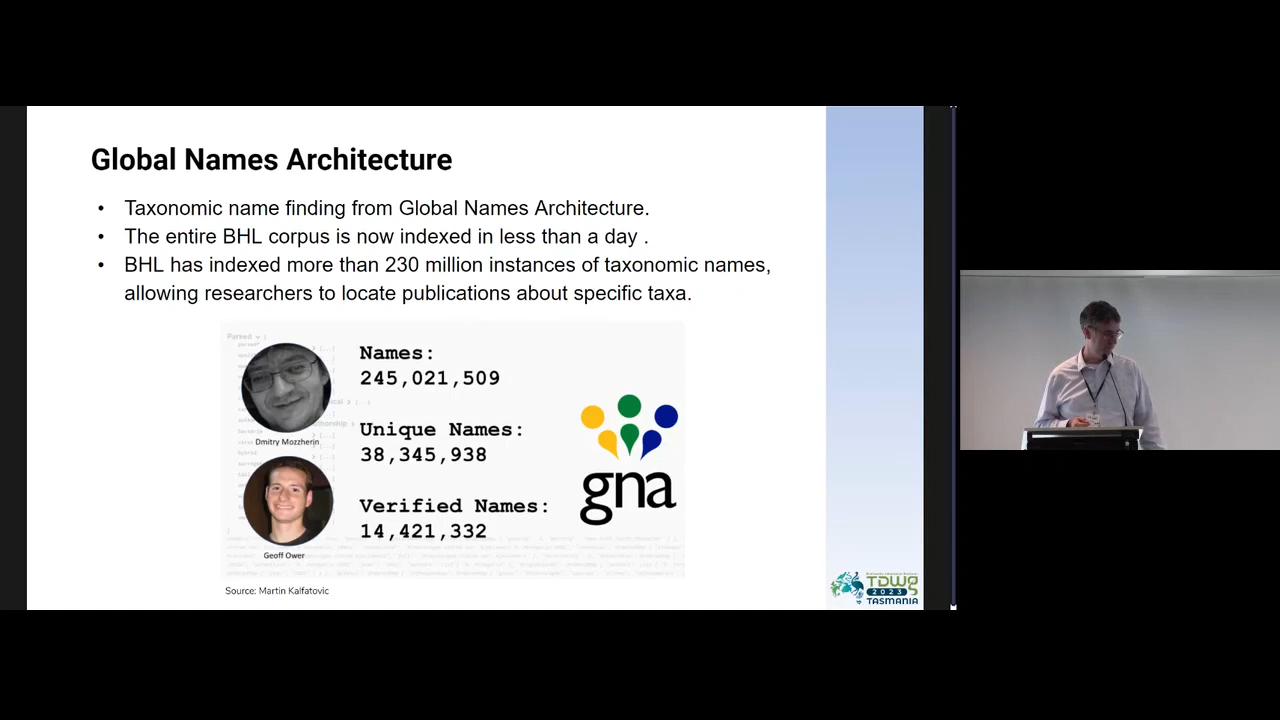 Global Names Architecture
• Taxonomic name finding from Global Names Architecture.
• The entire BHL corpus is now indexed in less than a day .
• BHL has indexed more than 230 million instances of taxonomic names,
allowing researchers to locate publications about specific taxa.
Names:
245,021,509
Dmitry Mozzherin
Unique Names:
38,345,938
Verified Names:
14,421,332
Geoff Ower
gna
Source: Martin Kalfatovic
TDWG
2023
TASMANIA